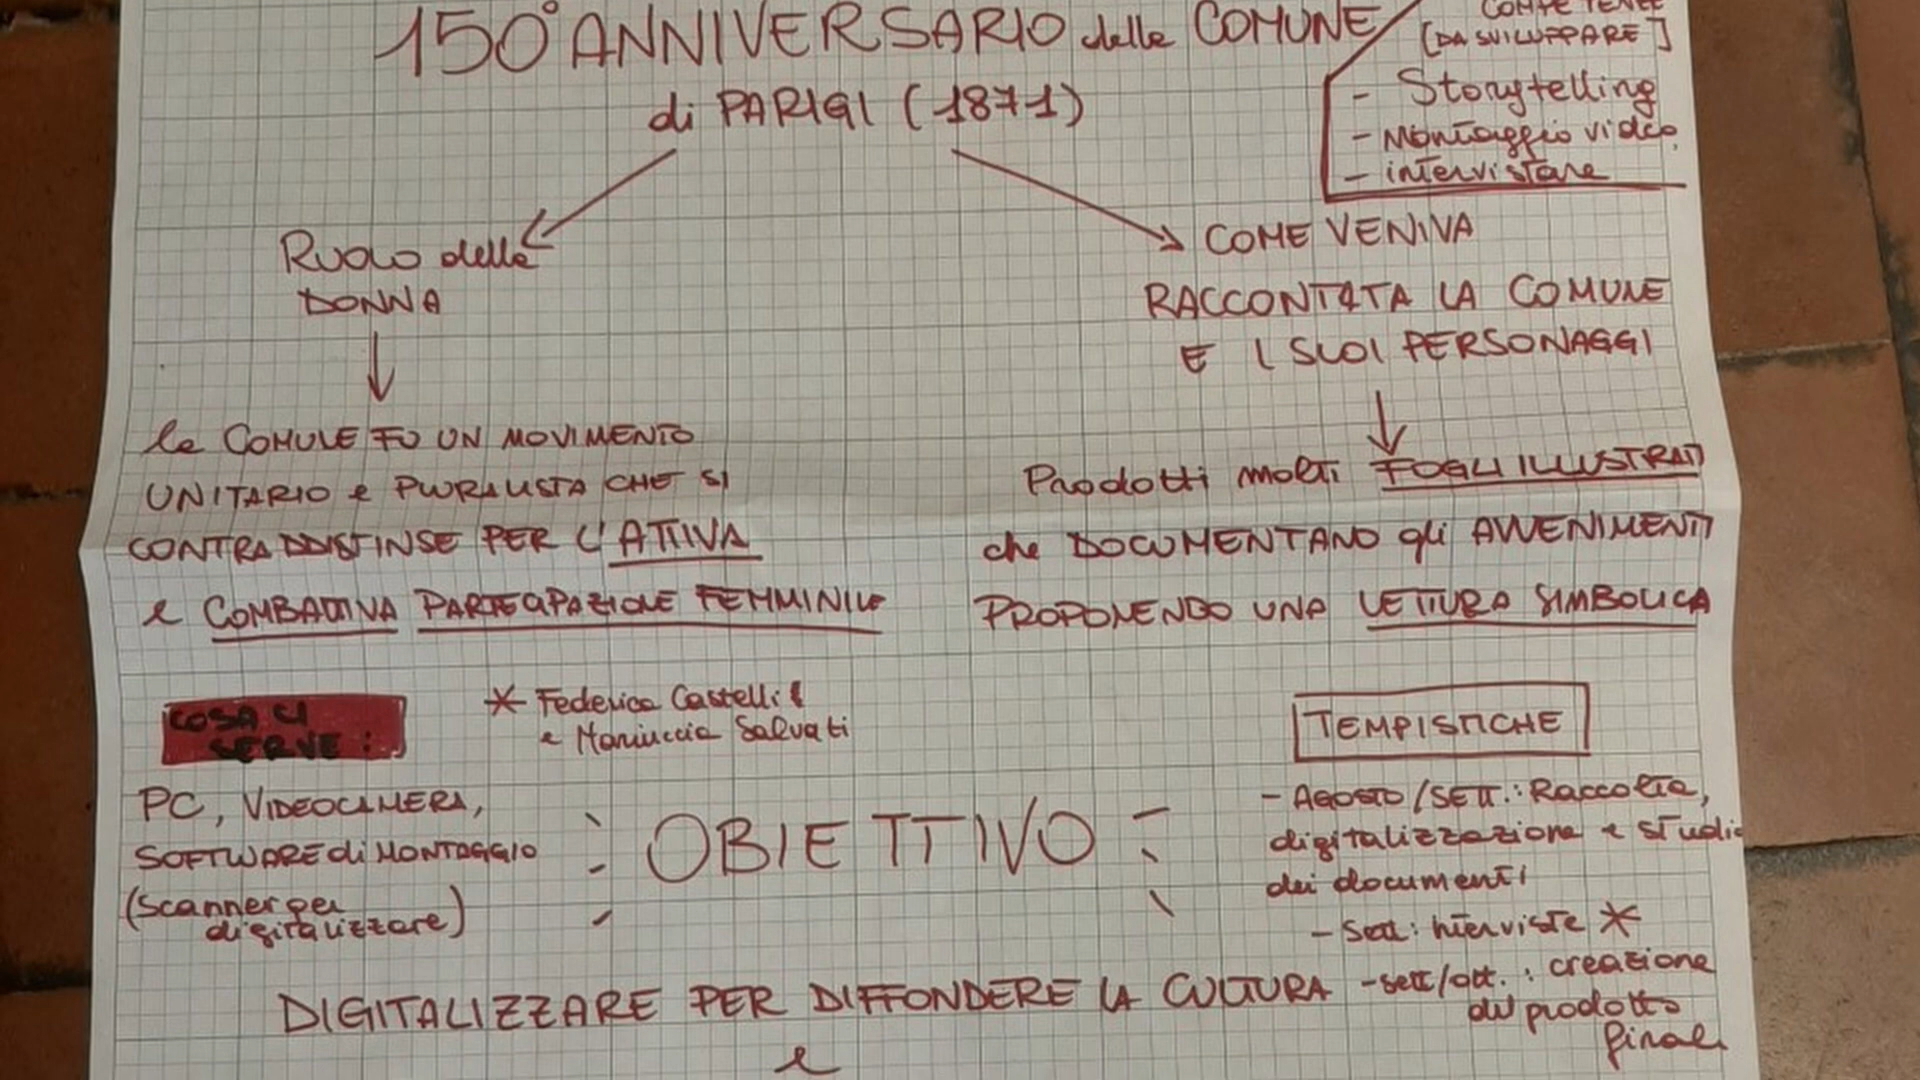 150° ANNIVERSARIO della COMUNE
di PARIGI (1871)
COMPETENZE
[DA SVILUPPARE]
- Storytelling
- Montaggio video
- intervistare
RUOLO della
DONNA
la COMUNE FU UN MOVIMENTO
UNITARIO e PLURALISTA CHE SI
CONTRADDISTINSE PER L'ATTIVA
e COMBATTIVA PARTECIPAZIONE FEMMINILE
COME VENIVA
RACCONTATA LA COMUNE
E I SUOI PERSONAGGI
Prodotti molti FOGLI ILLUSTRATI
che DOCUMENTANO gli AVVENIMENTI
PROPONENDO UNA LETTURA SIMBOLICA
COSA CI
SERVE:
PC, VIDEOCAMERA,
SOFTWARE di MONTAGGIO
(Scanner per
digitalizzare)
* Federica Castelli
e Mariuccia Salvati
OBIETTIVO
TEMPISTICHE
- AGOSTO/SETT.: Raccolta,
digitalizzazione e studio
dei documenti
- Sett: interviste *
- sett/ott. : creazione
del prodotto
finale
DIGITALIZZARE PER DIFFONDERE LA CULTURA
e